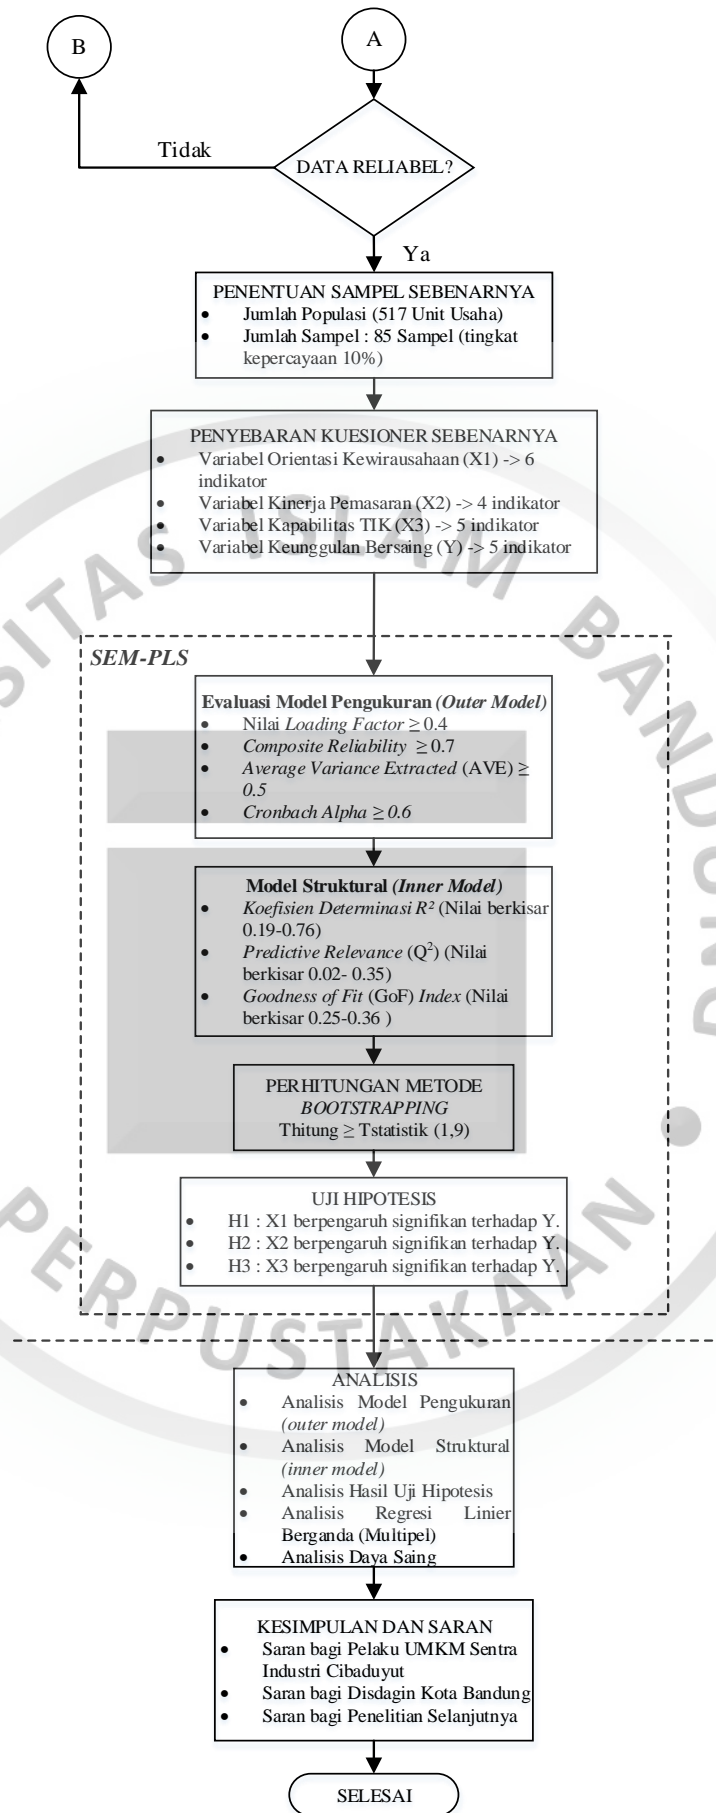 B
A
DATA RELIABEL?
Tidak
Ya
PENENTUAN SAMPEL SEBENARNYA
• Jumlah Populasi (517 Unit Usaha)
• Jumlah Sampel : 85 Sampel (tingkat
kepercayaan 10%)
PENYEBARAN KUESIONER SEBENARNYA
• Variabel Orientasi Kewirausahaan (X1) -> 6
indikator
• Variabel Kinerja Pemasaran (X2) -> 4 indikator
• Variabel Kapabilitas TIK (X3) -> 5 indikator
• Variabel Keunggulan Bersaing (Y) -> 5 indikator
SEM-PLS
Evaluasi Model Pengukuran (Outer Model)
• Nilai Loading Factor ≥ 0.4
• Composite Reliability ≥ 0.7
• Average Variance Extracted (AVE) ≥
0.5
• Cronbach Alpha ≥ 0.6
Model Struktural (Inner Model)
• Koefisien Determinasi R² (Nilai berkisar
0.19-0.76)
• Predictive Relevance (Q²) (Nilai
berkisar 0.02- 0.35)
• Goodness of Fit (GoF) Index (Nilai
berkisar 0.25-0.36 )
PERHITUNGAN METODE
BOOTSTRAPPING
Thitung ≥ Tstatistik (1,9)
UJI HIPOTESIS
• H1 : X1 berpengaruh signifikan terhadap Y.
• H2 : X2 berpengaruh signifikan terhadap Y.
• H3 : X3 berpengaruh signifikan terhadap Y.
ANALISIS
• Analisis Model Pengukuran
(outer model)
• Analisis Model Struktural
(inner model)
• Analisis Hasil Uji Hipotesis
• Analisis Regresi Linier
Berganda (Multipel)
• Analisis Daya Saing
KESIMPULAN DAN SARAN
• Saran bagi Pelaku UMKM Sentra
Industri Cibaduyut
• Saran bagi Disdagin Kota Bandung
• Saran bagi Penelitian Selanjutnya
SELESAI
SITAS ISLAM BANDUNG
PERPUSTAKAAN